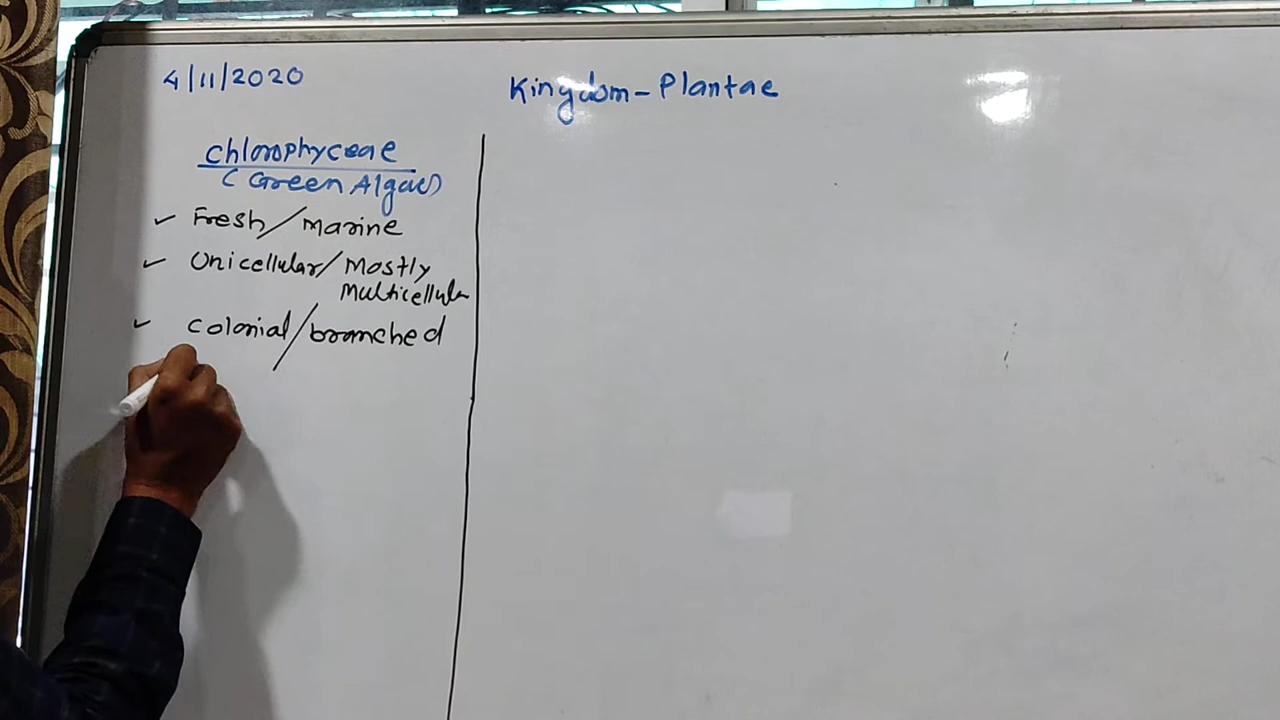 4/11/2020
Kingdom - Plantae
chlorophyceae
(Green Algae)
✓ Fresh/marine
✓ Unicellular/Mostly
Multicellular
✓ colonial/branched